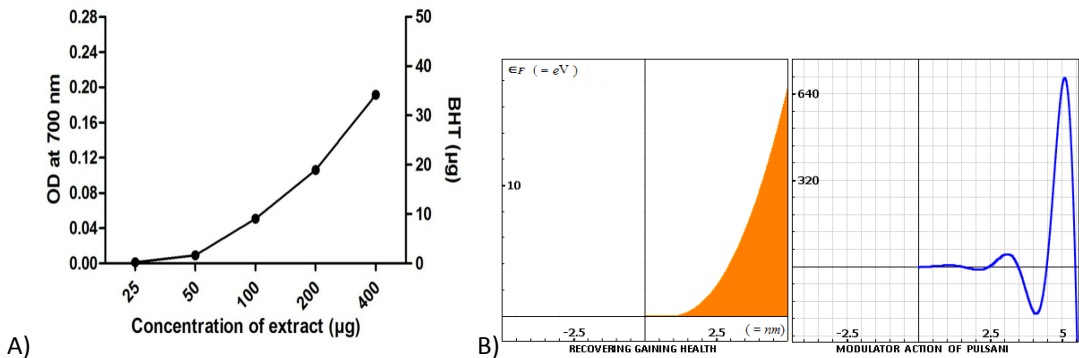 A)
OD at 700 nm
0.28
0.24
0.20
0.16
0.12
0.08
0.04
0.00
50
40
30
20
10
0
BHT (µg)
25 50 100 200 400
Concentration of extract (µg)
B)
∈F ( = eV )
10
-2.5 2.5 ( = nm)
RECOVERING GAINING HEALTH
640
320
-2.5 2.5 5
MODULATOR ACTION OF PULSANI